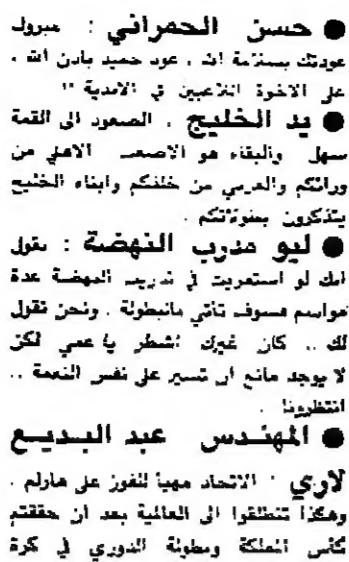 ● حسن الحمراني : مبروك
عودتك بسلامة الله . عود حميد باذن الله .
على الاخوة اللاعبين في الاندية !!
● يد الخليج . الصعود الى القمة
سهل والبقاء هو الاصعب الاهلي من
ورائكم والعربي من خلفكم وابناء الخليج
يتذكرون بطولاتكم .
● ليو مدرب النهضة : تقول
انك لو استمريت في تدريب النهضة عدة
مواسم فسوف تأتي بالبطولة . ونحن نقول
لك .. كان غيرك اشطر يا عمي لكن
لا يوجد مانع ان تسير على نفس النغمة ..
انتظرونا .
● المهندس عبد البديع
لاري : الاتحاد مهيأ للفوز على هارلم .
وهكذا تنطلقوا الى العالمية بعد ان حققتم
كأس المملكة وبطولة الدوري في كرة